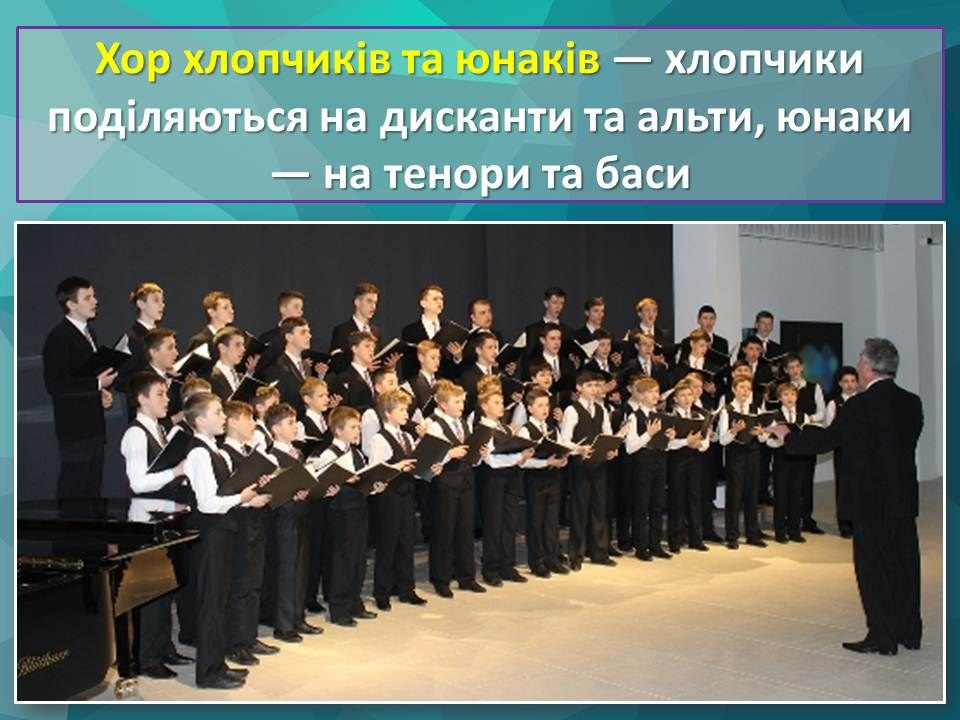 Хор хлопчиків та юнаків — хлопчики
поділяються на дисканти та альти, юнаки
— на тенори та баси